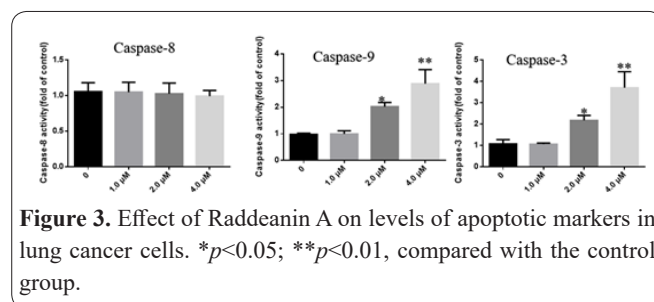 Caspase-8
Caspase-8 activity(fold of control)
1.5
1.0
0.5
0.0
0
1.0 μM
2.0 μM
4.0 μM
Caspase-9
Caspase-9 activity(fold of control)
4
3
2
1
0
*
**
0
1.0 μM
2.0 μM
4.0 μM
Caspase-3
Caspase-3 activity(fold of control)
5
4
3
2
1
0
*
**
0
1.0 μM
2.0 μM
4.0 μM
Figure 3. Effect of Raddeanin A on levels of apoptotic markers in
lung cancer cells. *p<0.05; **p<0.01, compared with the control
group.